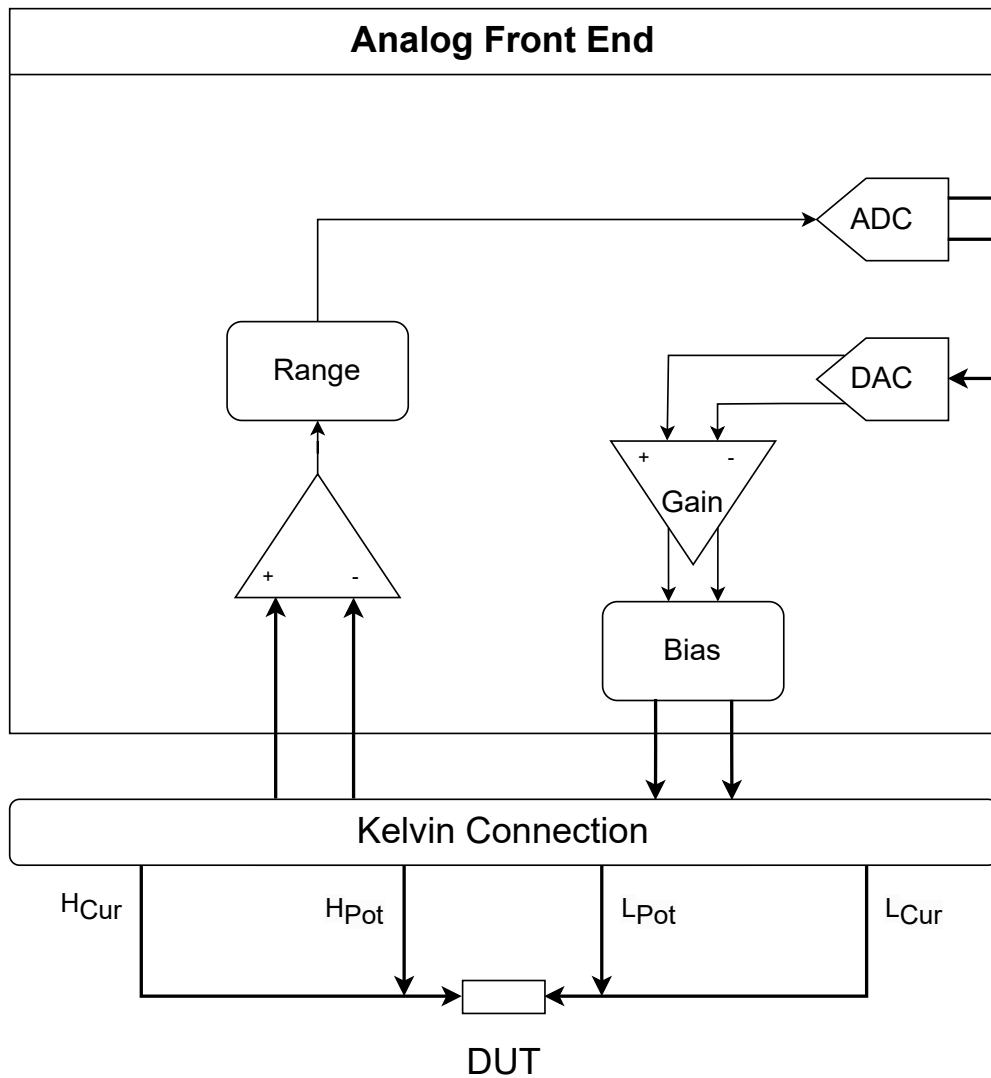 Analog Front End
ADC
Range
DAC
+ -
Gain
+ -
Bias
Kelvin Connection
HCur
HPot
LPot
LCur
DUT